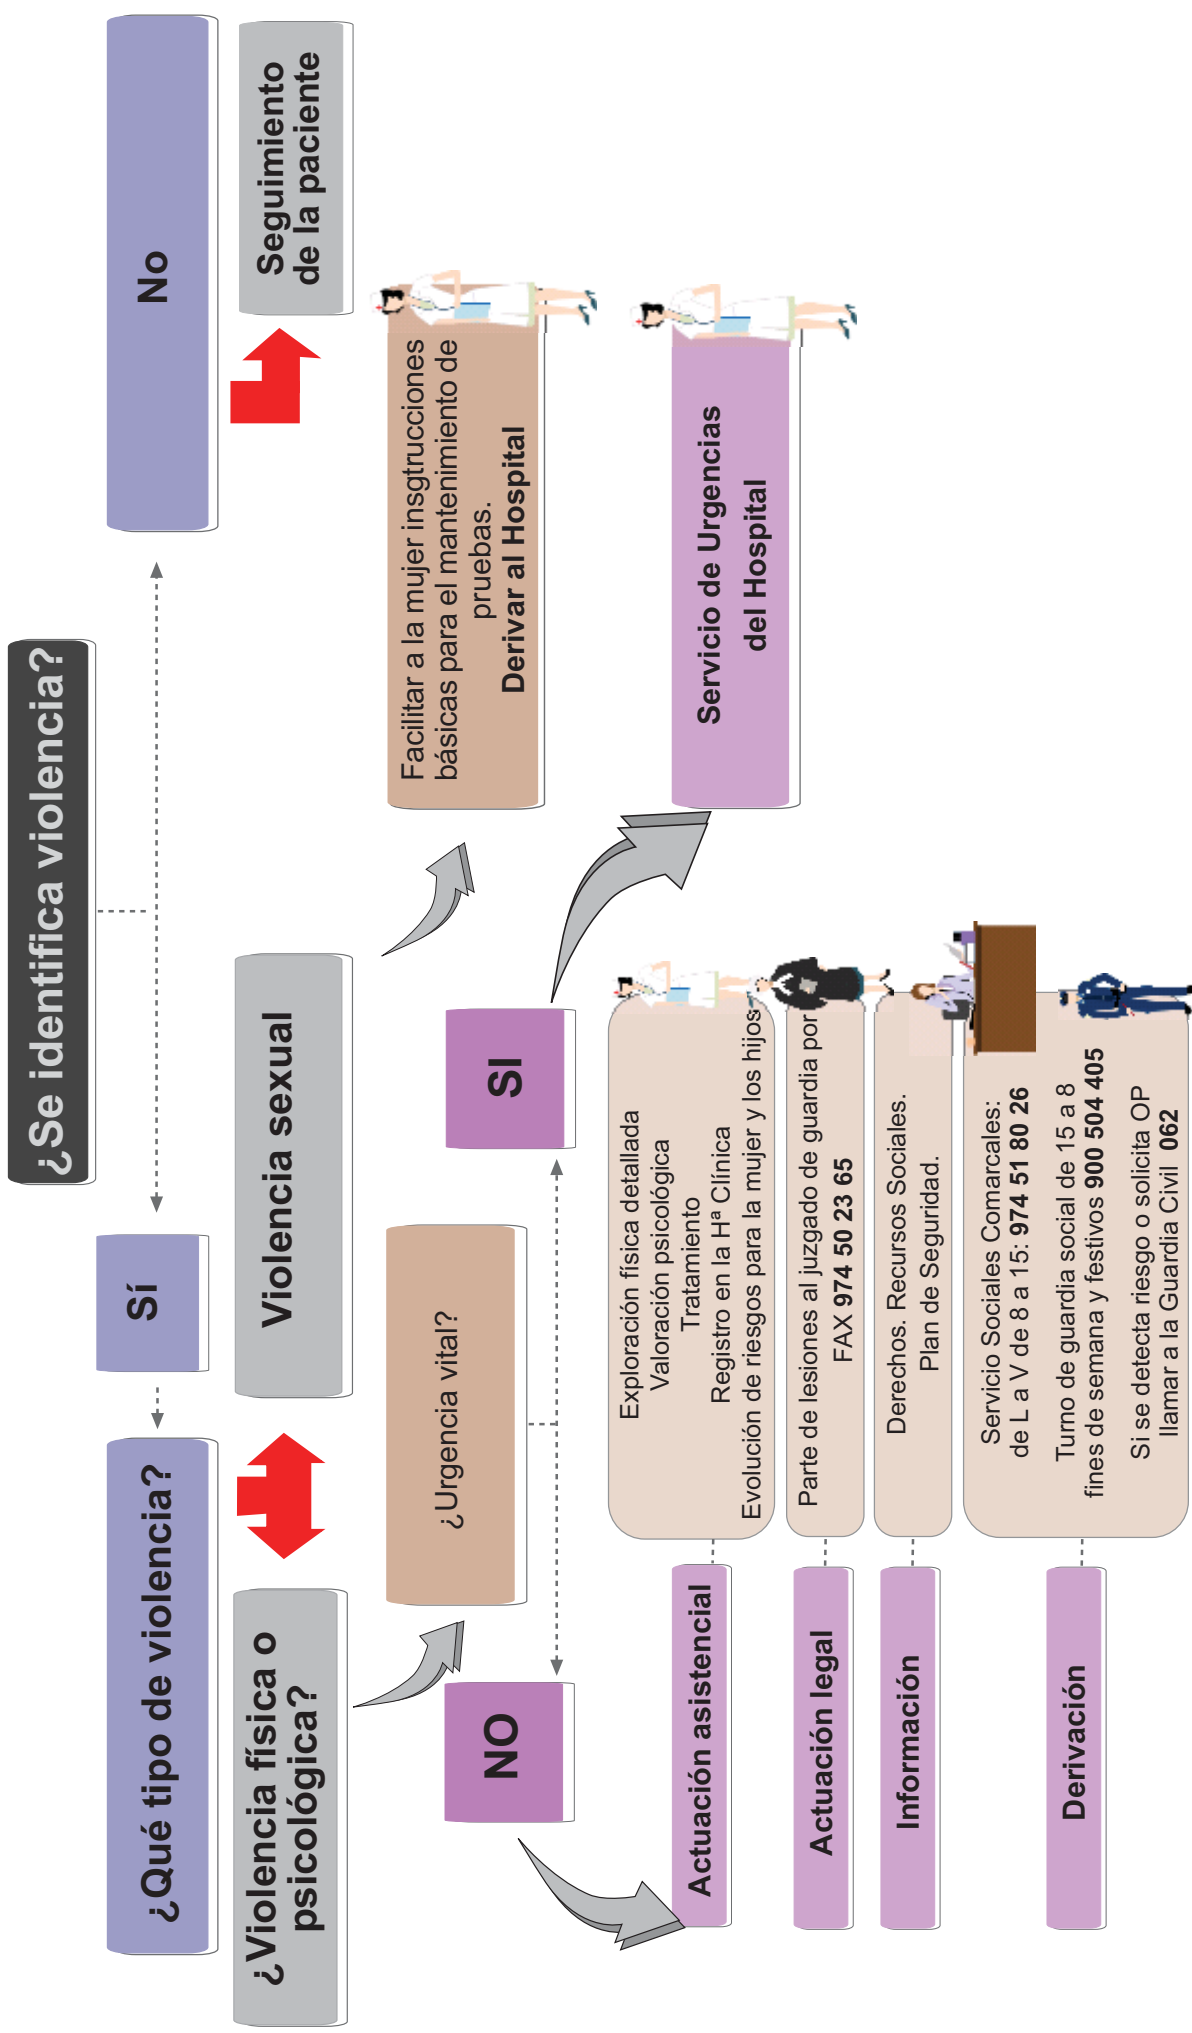 ¿Se identifica violencia?
Sí
No
¿Qué tipo de violencia?
Seguimiento
de la paciente
¿Violencia física o
psicológica?
Violencia sexual
¿Urgencia vital?
Facilitar a la mujer insgtrucciones
básicas para el mantenimiento de
pruebas.
Derivar al Hospital
NO
SI
Servicio de Urgencias
del Hospital
Actuación asistencial
Exploración física detallada
Valoración psicológica
Tratamiento
Registro en la Hª Clínica
Evolución de riesgos para la mujer y los hijos
Actuación legal
Parte de lesiones al juzgado de guardia por
FAX 974 50 23 65
Información
Derechos. Recursos Sociales.
Plan de Seguridad.
Derivación
Servicio Sociales Comarcales:
de L a V de 8 a 15: 974 51 80 26
Turno de guardia social de 15 a 8
fines de semana y festivos 900 504 405
Si se detecta riesgo o solicita OP
llamar a la Guardia Civil 062